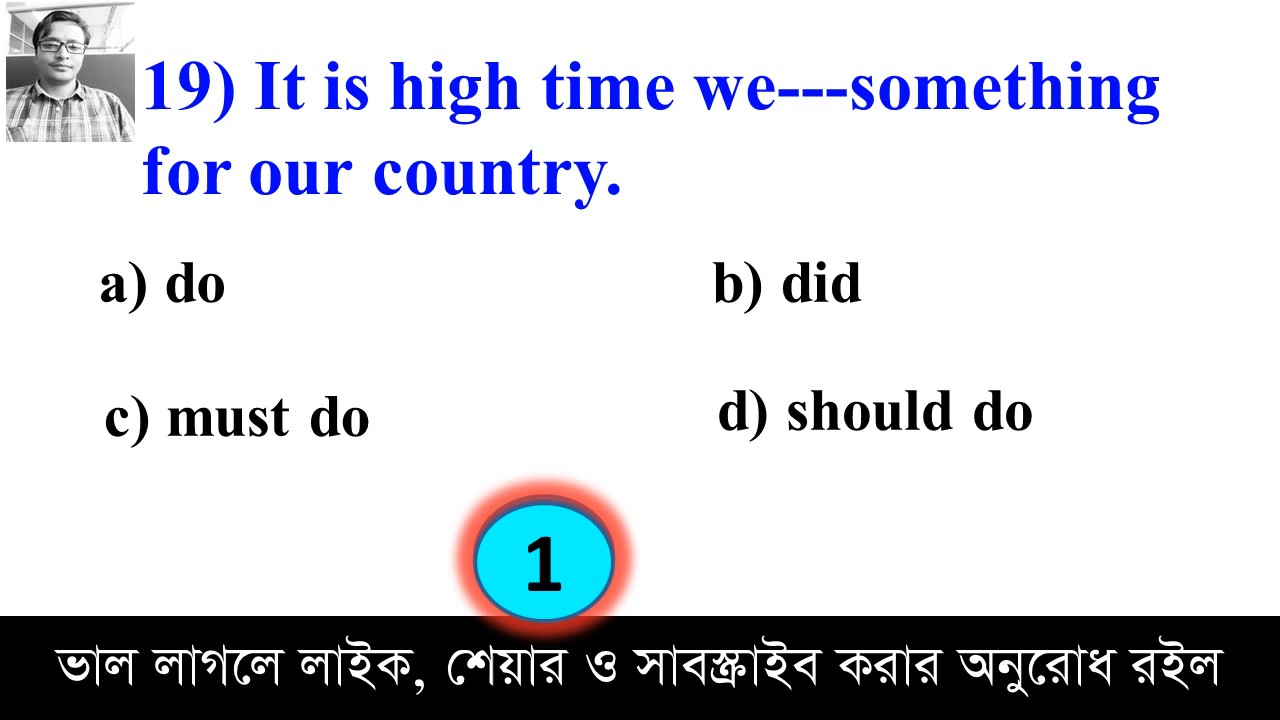 19) It is high time we---something
for our country.
a) do
b) did
c) must do
d) should do
1
ভাল লাগলে লাইক, শেয়ার ও সাবস্ক্রাইব করার অনুরোধ রইল